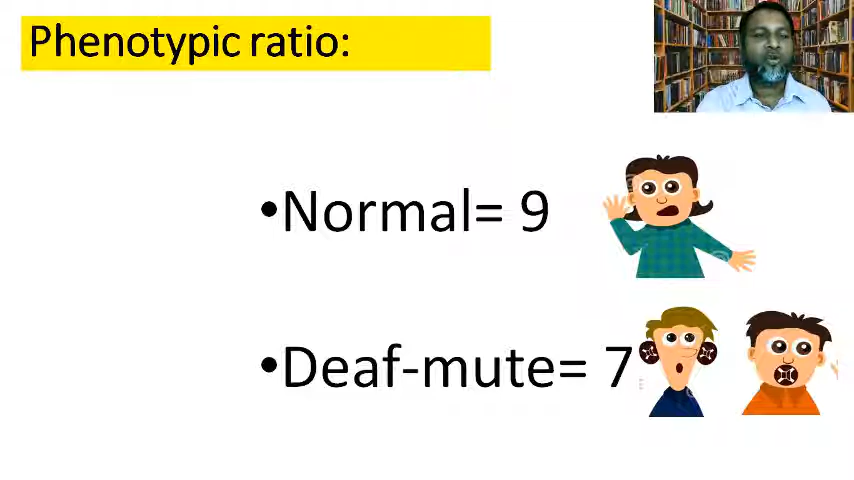 Phenotypic ratio:
•Normal= 9
•Deaf-mute= 7